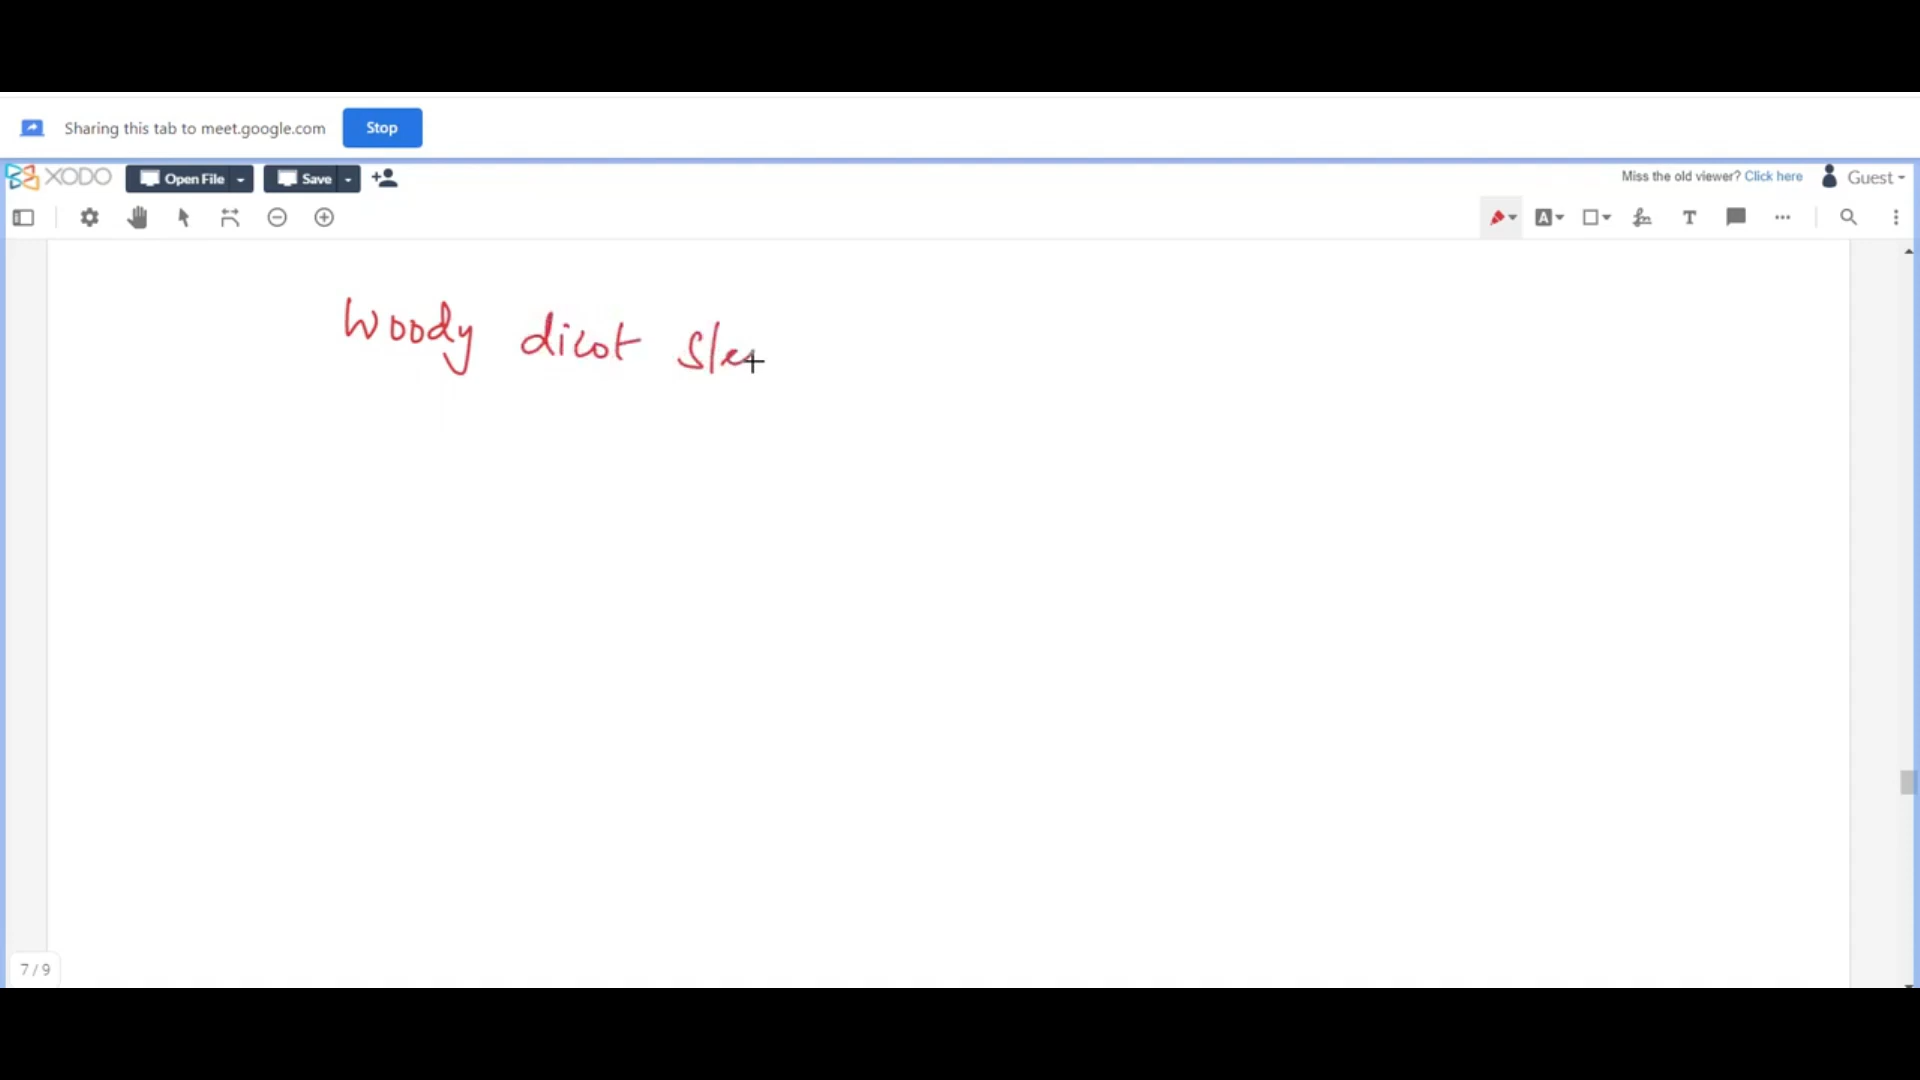 Sharing this tab to meet.google.com Stop
XODO Open File Save Miss the old viewer? Click here Guest
A T
Woody dicot
7 / 9